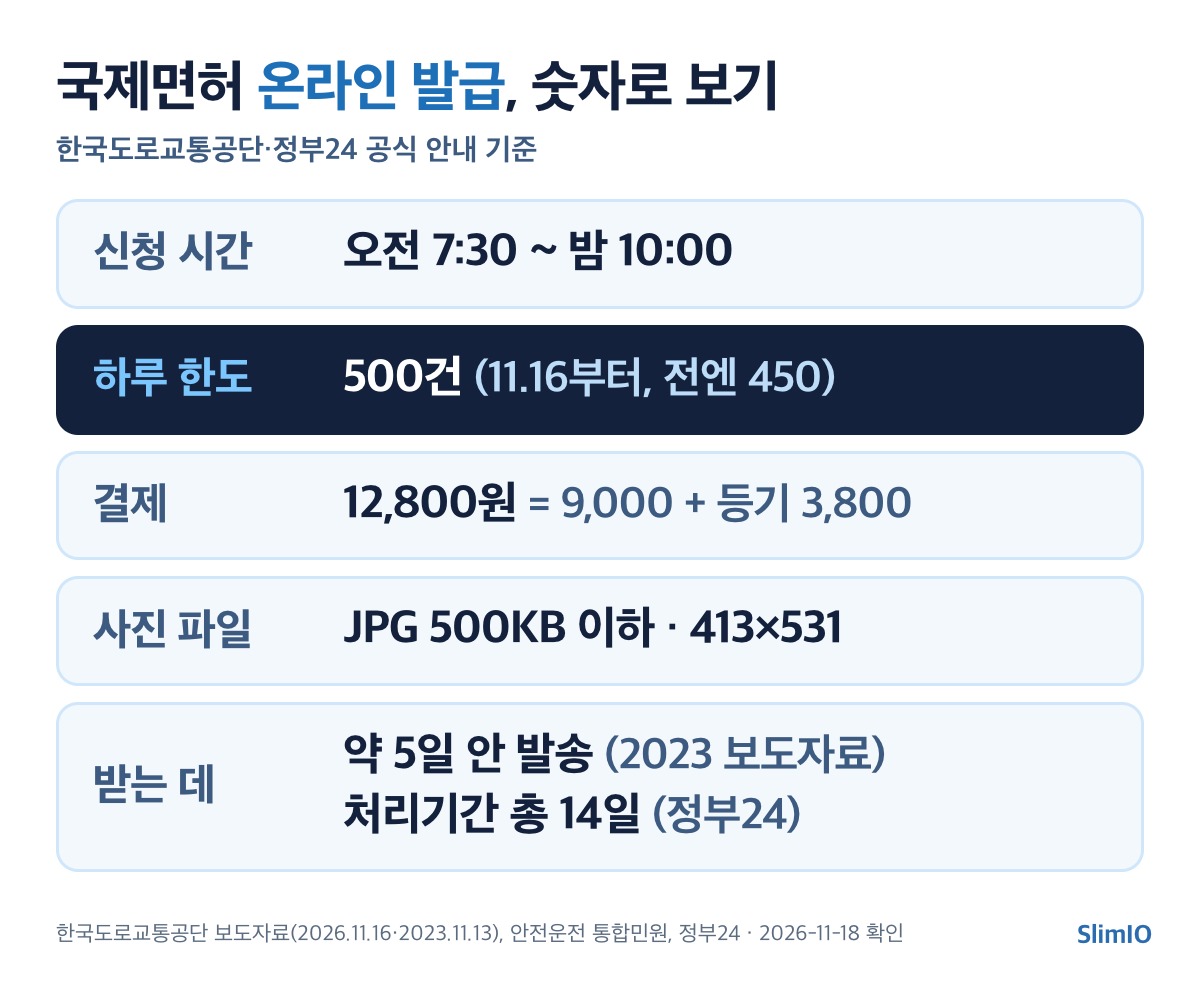 국제면허 온라인 발급, 숫자로 보기
한국도로교통공단·정부24 공식 안내 기준
신청 시간 오전 7:30 ~ 밤 10:00
하루 한도 500건 (11.16부터, 전엔 450)
결제 12,800원 = 9,000 + 등기 3,800
사진 파일 JPG 500KB 이하 · 413×531
받는 데 약 5일 안 발송 (2023 보도자료)
처리기간 총 14일 (정부24)
한국도로교통공단 보도자료(2026.11.16·2023.11.13), 안전운전 통합민원, 정부24 · 2026-11-18 확인
SlimIO